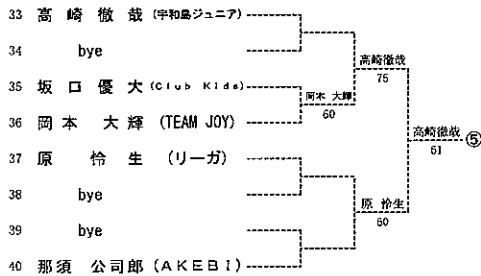 33 高崎徹哉 (宇和島ジュニア)
34 bye
高崎徹哉
75
35 坂口優大 (Club Kids)
岡本 大輝
60
36 岡本 大輝 (TEAM JOY)
高崎徹哉 ⑤
61
37 原 怜生 (リーガ)
38 bye
原 怜生
60
39 bye
40 那須 公司郎 (AKEBI)